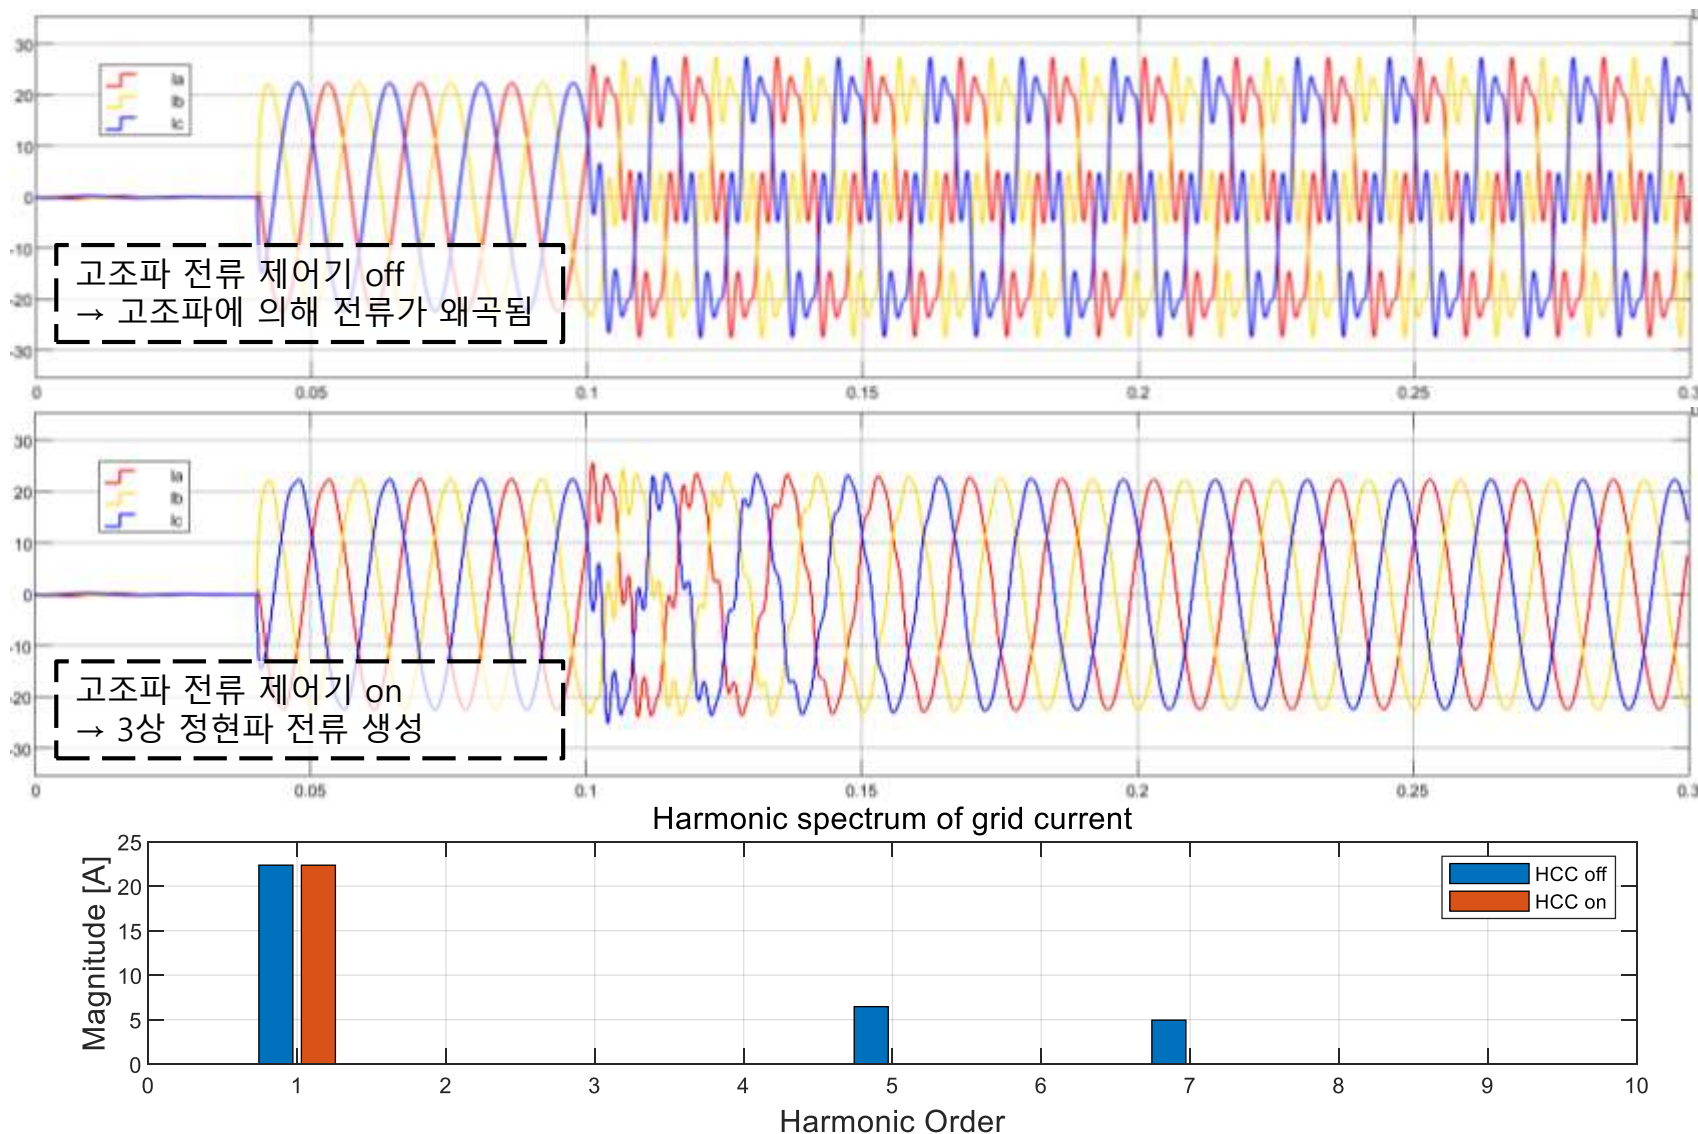 30
20
10
0
-10
-20
-30
Ia
Ib
Ic
고조파 전류 제어기 off
→ 고조파에 의해 전류가 왜곡됨
0 0.05 0.1 0.15 0.2 0.25 0.3
30
20
10
0
-10
-20
-30
Ia
Ib
Ic
고조파 전류 제어기 on
→ 3상 정현파 전류 생성
0 0.05 0.1 0.15 0.2 0.25 0.3
Harmonic spectrum of grid current
Magnitude [A]
25
20
15
10
5
0
HCC off
HCC on
0 1 2 3 4 5 6 7 8 9 10
Harmonic Order